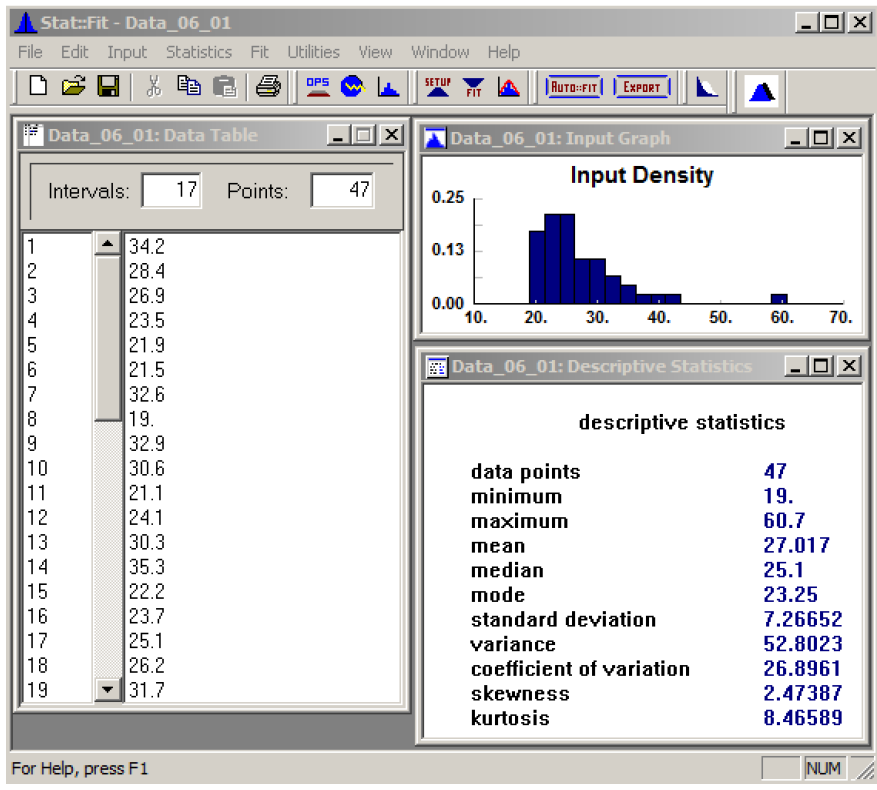 Stat::Fit - Data_06_01
File Edit Input Statistics Fit Utilities View Window Help
OPS SETUP FIT AUTO::FIT EXPORT
Data_06_01: Data Table
Intervals: 17 Points: 47
1 34.2
2 28.4
3 26.9
4 23.5
5 21.9
6 21.5
7 32.6
8 19.
9 32.9
10 30.6
11 21.1
12 24.1
13 30.3
14 35.3
15 22.2
16 23.7
17 25.1
18 26.2
19 31.7
Data_06_01: Input Graph
Input Density
0.25
0.13
0.00
10. 20. 30. 40. 50. 60. 70.
Data_06_01: Descriptive Statistics
descriptive statistics
data points 47
minimum 19.
maximum 60.7
mean 27.017
median 25.1
mode 23.25
standard deviation 7.26652
variance 52.8023
coefficient of variation 26.8961
skewness 2.47387
kurtosis 8.46589
For Help, press F1 NUM